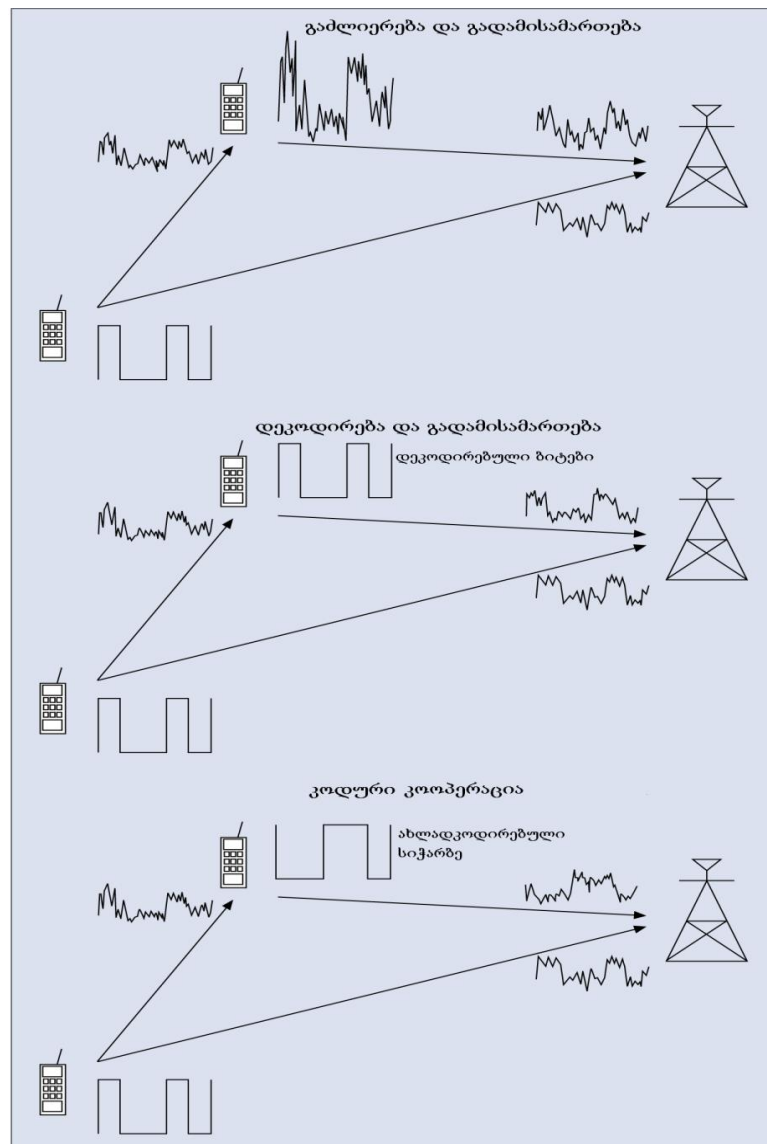 გაძლიერება და გადამისამართება
დეკოდირება და გადამისამართება
დეკოდირებული ბიტები
კოდური კოოპერაცია
ახლადკოდირებული
სიჭარბე